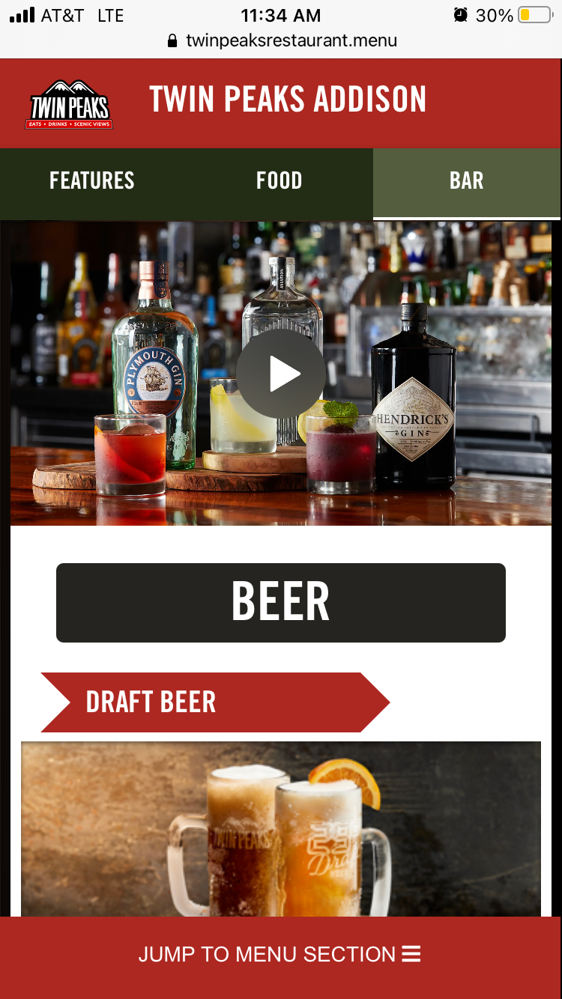 AT&T LTE 11:34 AM 30%
twinpeaksrestaurant.menu
TWIN PEAKS
EATS • DRINKS • SCENIC VIEWS
TWIN PEAKS ADDISON
FEATURES FOOD BAR
AVIATION
PLYMOUTH GIN
HENDRICK'S
GIN
BEER
DRAFT BEER
TWIN PEAKS
29
JUMP TO MENU SECTION